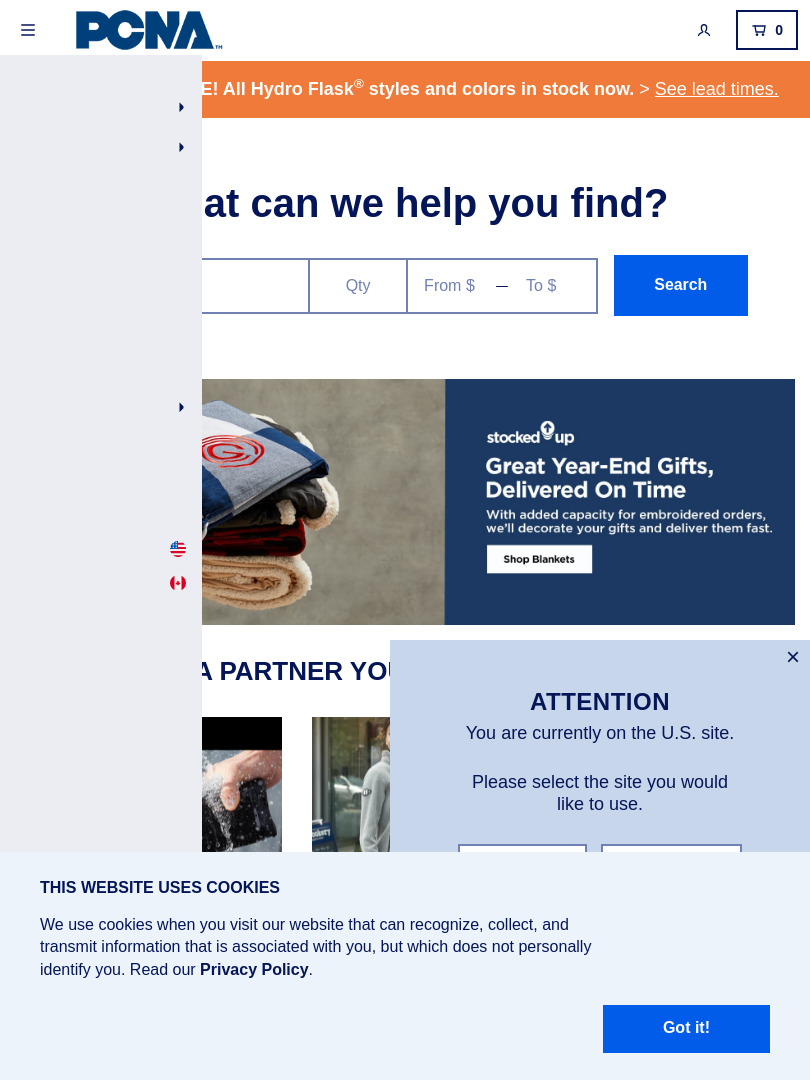 PCNA™
0
E! All Hydro Flask® styles and colors in stock now. > See lead times.
at can we help you find?
Qty
From $
To $
Search
stocked up
Great Year-End Gifts,
Delivered On Time
With added capacity for embroidered orders,
we'll decorate your gifts and deliver them fast.
Shop Blankets
A PARTNER YOU
×
ATTENTION
You are currently on the U.S. site.
Please select the site you would
like to use.
THIS WEBSITE USES COOKIES
We use cookies when you visit our website that can recognize, collect, and
transmit information that is associated with you, but which does not personally
identify you. Read our Privacy Policy.
Got it!